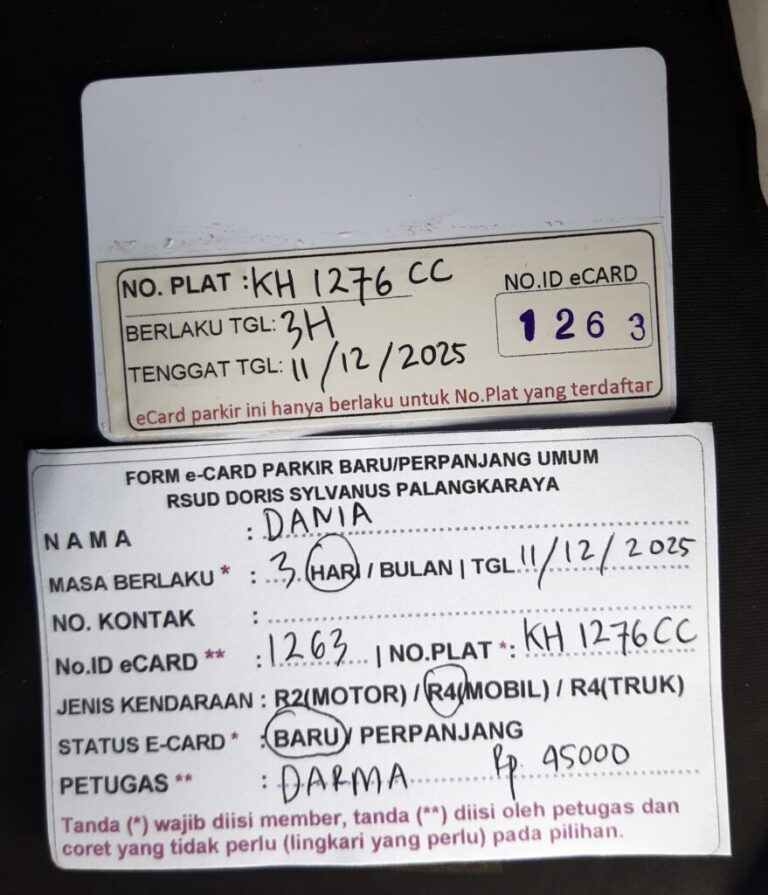 NO. PLAT : KH 1276 CC
BERLAKU TGL: 3H
TENGGAT TGL: 11/12/2025
NO.ID eCARD
1263
eCard parkir ini hanya berlaku untuk No.Plat yang terdaftar
FORM e-CARD PARKIR BARU/PERPANJANG UMUM
RSUD DORIS SYLVANUS PALANGKARAYA
NAMA : DANIA
MASA BERLAKU * : 3 HARI / BULAN | TGL 11/12/2025
NO. KONTAK :
No.ID eCARD ** : 1263 | NO.PLAT *: KH 1276 CC
JENIS KENDARAAN : R2(MOTOR) / R4(MOBIL) / R4(TRUK)
STATUS E-CARD * : BARU / PERPANJANG
PETUGAS ** : DARMA Rp. 45000
Tanda (*) wajib diisi member, tanda (**) diisi oleh petugas dan
coret yang tidak perlu (lingkari yang perlu) pada pilihan.